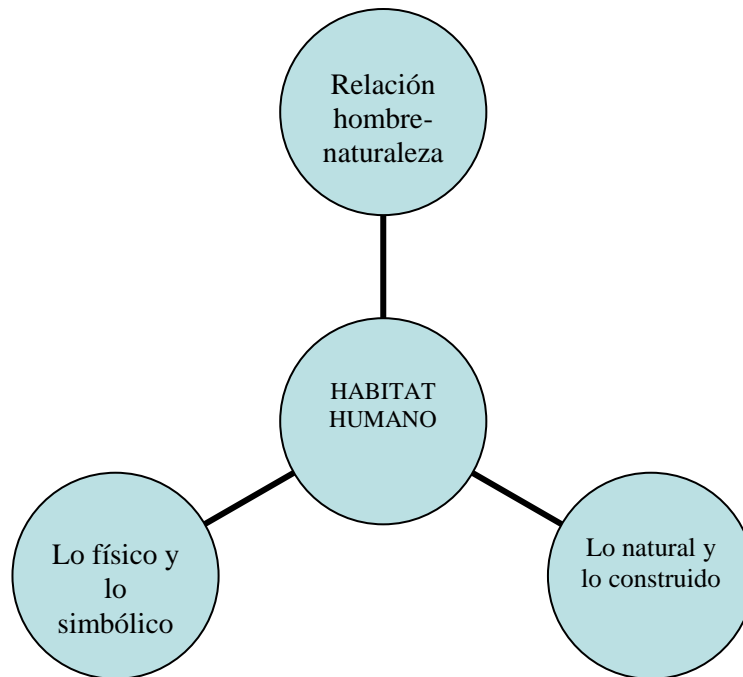 Relación
hombre-
naturaleza
HABITAT
HUMANO
Lo físico y
lo
simbólico
Lo natural y
lo construido